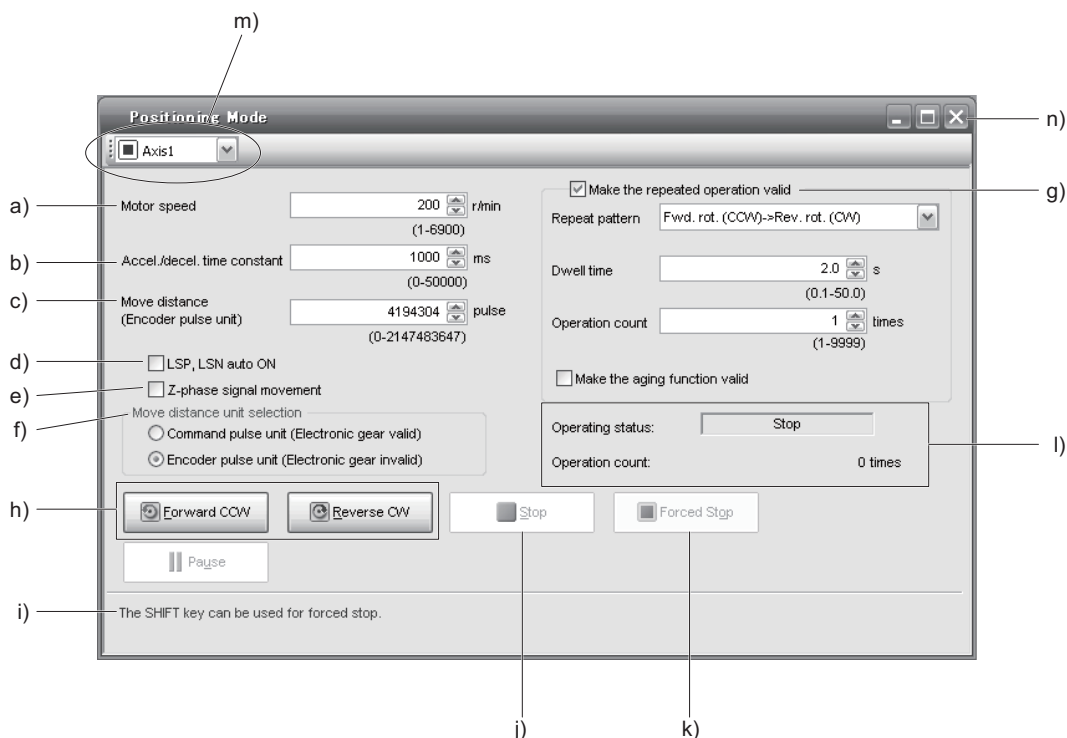 m)
Positioning Mode
n)
Axis1
a)
Motor speed
200
r/min
(1-6900)
b)
Accel./decel. time constant
1000
ms
(0-50000)
c)
Move distance
(Encoder pulse unit)
4194304
pulse
(0-2147483647)
d)
LSP, LSN auto ON
e)
Z-phase signal movement
f)
Move distance unit selection
Command pulse unit (Electronic gear valid)
Encoder pulse unit (Electronic gear invalid)
g)
Make the repeated operation valid
Repeat pattern
Fwd. rot. (CCW)->Rev. rot. (CW)
Dwell time
2.0
s
(0.1-50.0)
Operation count
1
times
(1-9999)
Make the aging function valid
Operating status:
Stop
Operation count:
0 times
l)
h)
Forward CCW
Reverse CW
Stop
Forced Stop
Pause
i)
The SHIFT key can be used for forced stop.
j)
k)